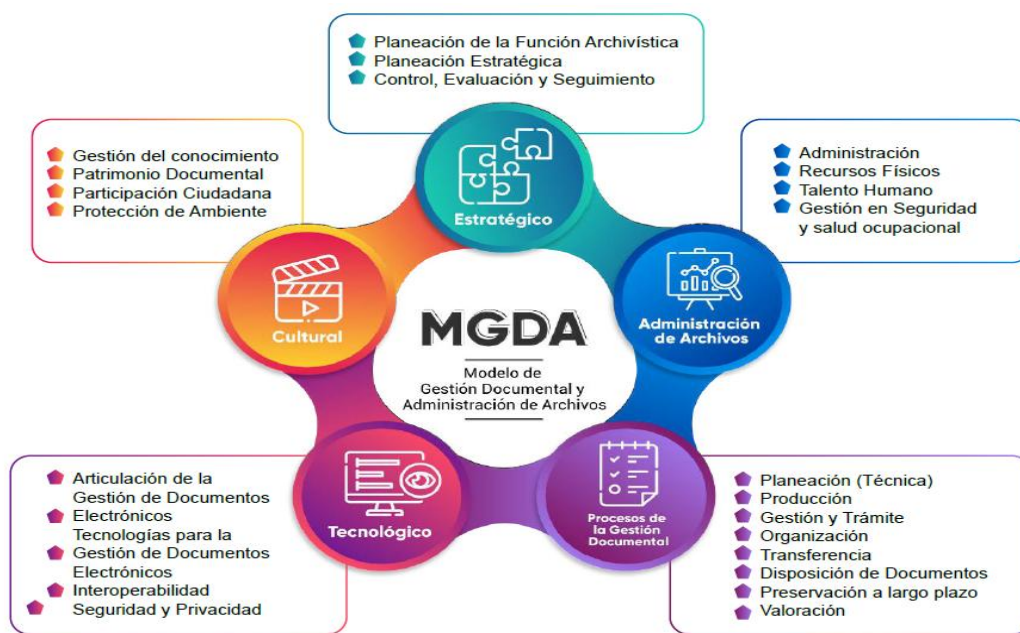 Planeación de la Función Archivística
Planeación Estratégica
Control, Evaluación y Seguimiento
Gestión del conocimiento
Patrimonio Documental
Participación Ciudadana
Protección de Ambiente
Administración
Recursos Físicos
Talento Humano
Gestión en Seguridad
y salud ocupacional
Estratégico
Cultural
Administración
de Archivos
MGDA
Modelo de
Gestión Documental y
Administración de Archivos
Tecnológico
Procesos de
la Gestión
Documental
Articulación de la
Gestión de Documentos
Electrónicos
Tecnologías para la
Gestión de Documentos
Electrónicos
Interoperabilidad
Seguridad y Privacidad
Planeación (Técnica)
Producción
Gestión y Trámite
Organización
Transferencia
Disposición de Documentos
Preservación a largo plazo
Valoración